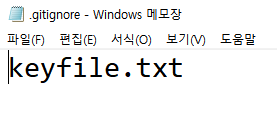 .gitignore - Windows 메모장
파일(F) 편집(E) 서식(O) 보기(V) 도움말
keyfile.txt